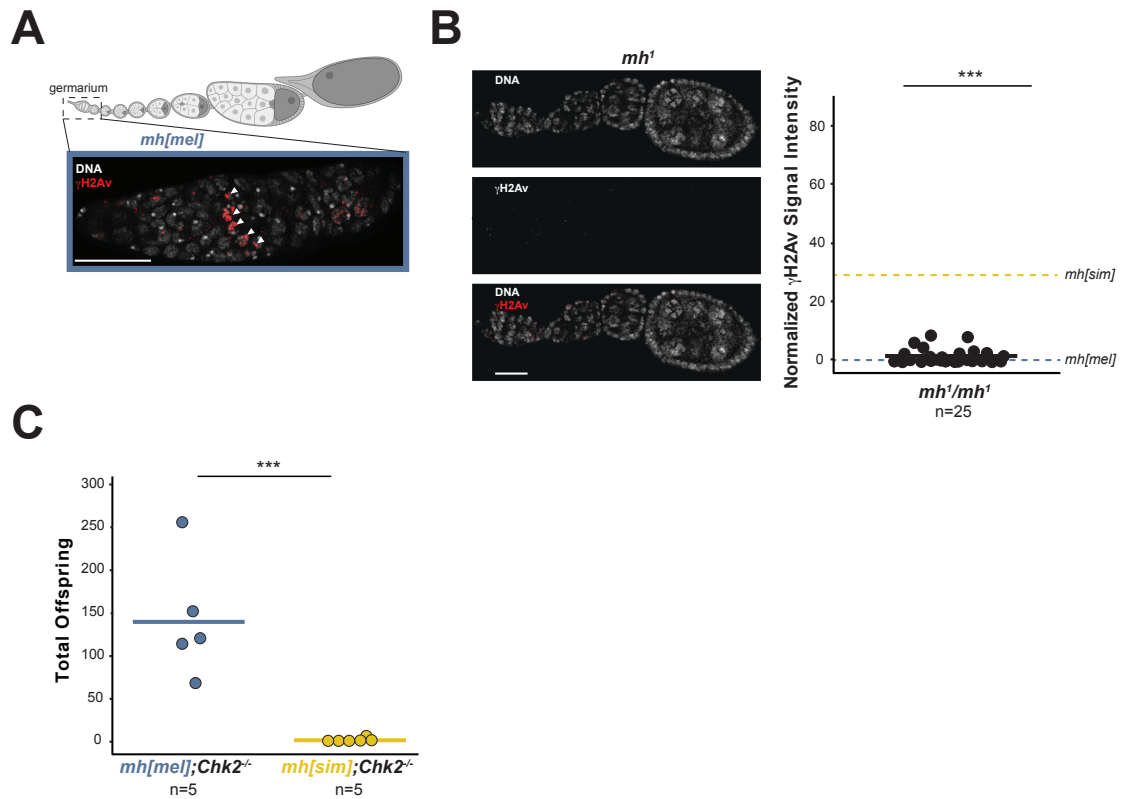 A
germarium
mh[mel]
DNA
γH2Av
B
mh¹
DNA
γH2Av
DNA
γH2Av
Normalized γH2Av Signal Intensity
***
80
60
40
20
0
mh[sim]
mh[mel]
mh¹/mh¹
n=25
C
Total Offspring
***
300
250
200
150
100
50
0
mh[mel];Chk2⁻/⁻
n=5
mh[sim];Chk2⁻/⁻
n=5